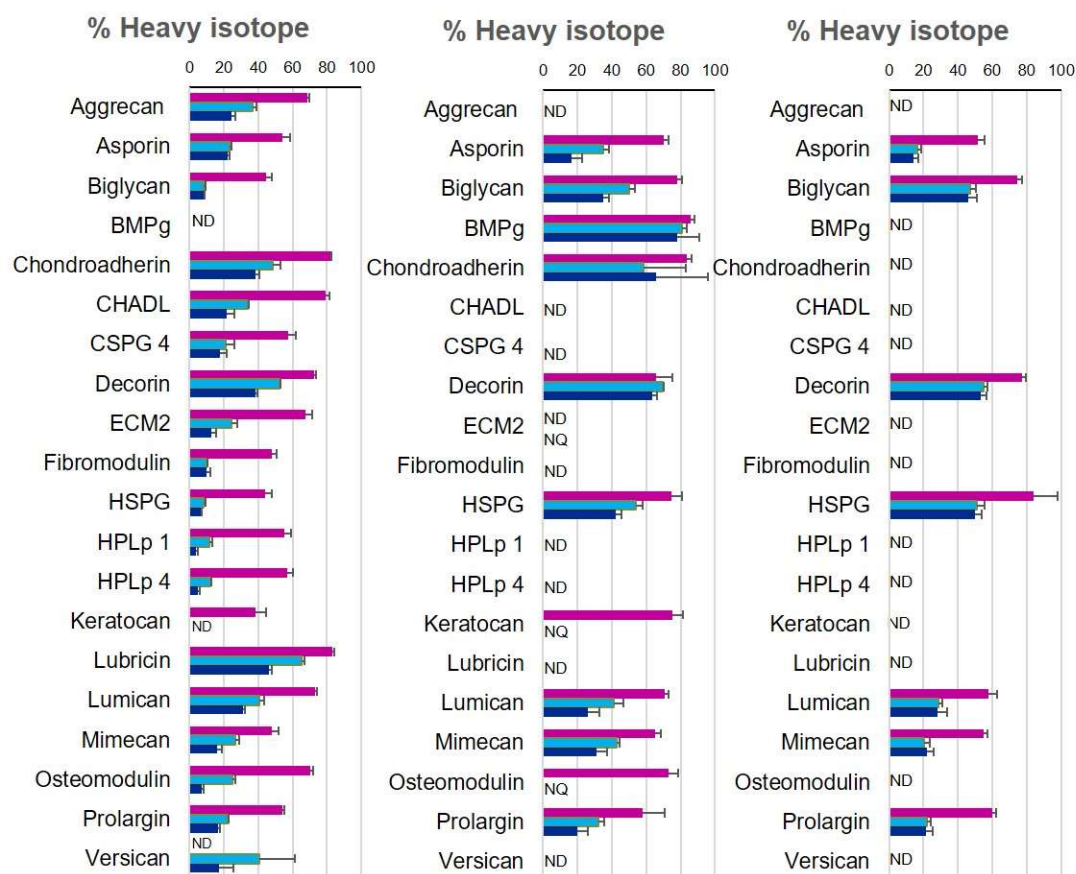 % Heavy isotope
0 20 40 60 80 100
Aggrecan
Asporin
Biglycan
BMPg ND
Chondroadherin
CHADL
CSPG 4
Decorin
ECM2
Fibromodulin
HSPG
HPLp 1
HPLp 4
Keratocan
ND
Lubricin
Lumican
Mimecan
Osteomodulin
Prolargin
ND
Versican
% Heavy isotope
0 20 40 60 80 100
Aggrecan ND
Asporin
Biglycan
BMPg
Chondroadherin
CHADL ND
CSPG 4 ND
Decorin
ECM2 ND
NQ
Fibromodulin ND
HSPG
HPLp 1 ND
HPLp 4 ND
Keratocan
NQ
Lubricin ND
Lumican
Mimecan
Osteomodulin
NQ
Prolargin
Versican ND
% Heavy isotope
0 20 40 60 80 100
Aggrecan ND
Asporin
Biglycan
BMPg ND
Chondroadherin ND
CHADL ND
CSPG 4 ND
Decorin
ECM2 ND
Fibromodulin ND
HSPG
HPLp 1 ND
HPLp 4 ND
Keratocan ND
Lubricin ND
Lumican
Mimecan
Osteomodulin ND
Prolargin
Versican ND